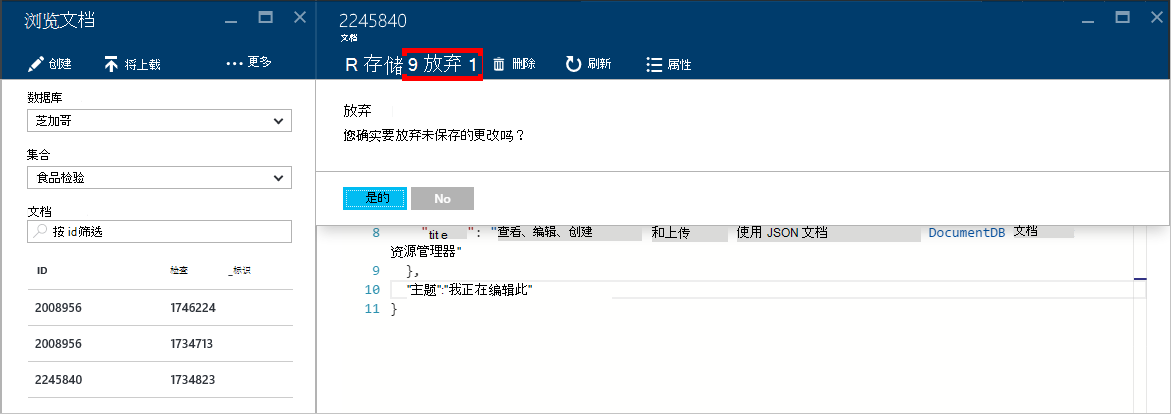 浏览文档
创建 将上载 ••• 更多
数据库
芝加哥
集合
食品检验
文档
按 id筛选
ID 检查 _标识
2008956 1746224
2008956 1734713
2245840 1734823
2245840
文档
R 存储 9 放弃 1 删除 刷新 属性
放弃
您确实要放弃未保存的更改吗？
是的 No
8 "tite ": "查看、编辑、创建 和上传 使用 JSON 文档 DocumentDB 文档
资源管理器"
9 },
10 "主题":"我正在编辑此"
11 }